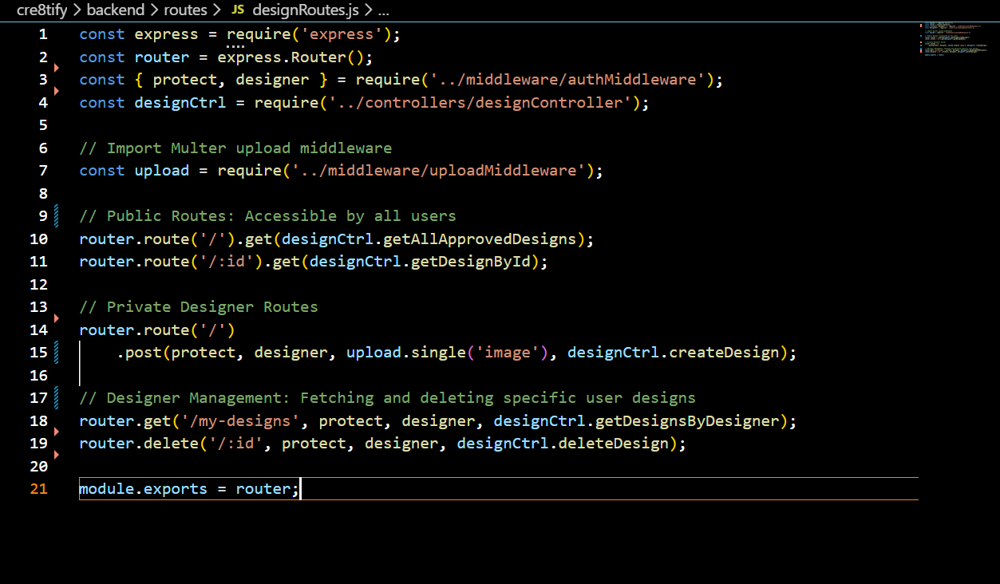 cre8tify > backend > routes > JS designRoutes.js > ...
1 const express = require('express');
2 const router = express.Router();
3 const { protect, designer } = require('../middleware/authMiddleware');
4 const designCtrl = require('../controllers/designController');
5
6 // Import Multer upload middleware
7 const upload = require('../middleware/uploadMiddleware');
8
9 // Public Routes: Accessible by all users
10 router.route('/').get(designCtrl.getAllApprovedDesigns);
11 router.route('/:id').get(designCtrl.getDesignById);
12
13 // Private Designer Routes
14 router.route('/')
15     .post(protect, designer, upload.single('image'), designCtrl.createDesign);
16
17 // Designer Management: Fetching and deleting specific user designs
18 router.get('/my-designs', protect, designer, designCtrl.getDesignsByDesigner);
19 router.delete('/:id', protect, designer, designCtrl.deleteDesign);
20
21 module.exports = router;